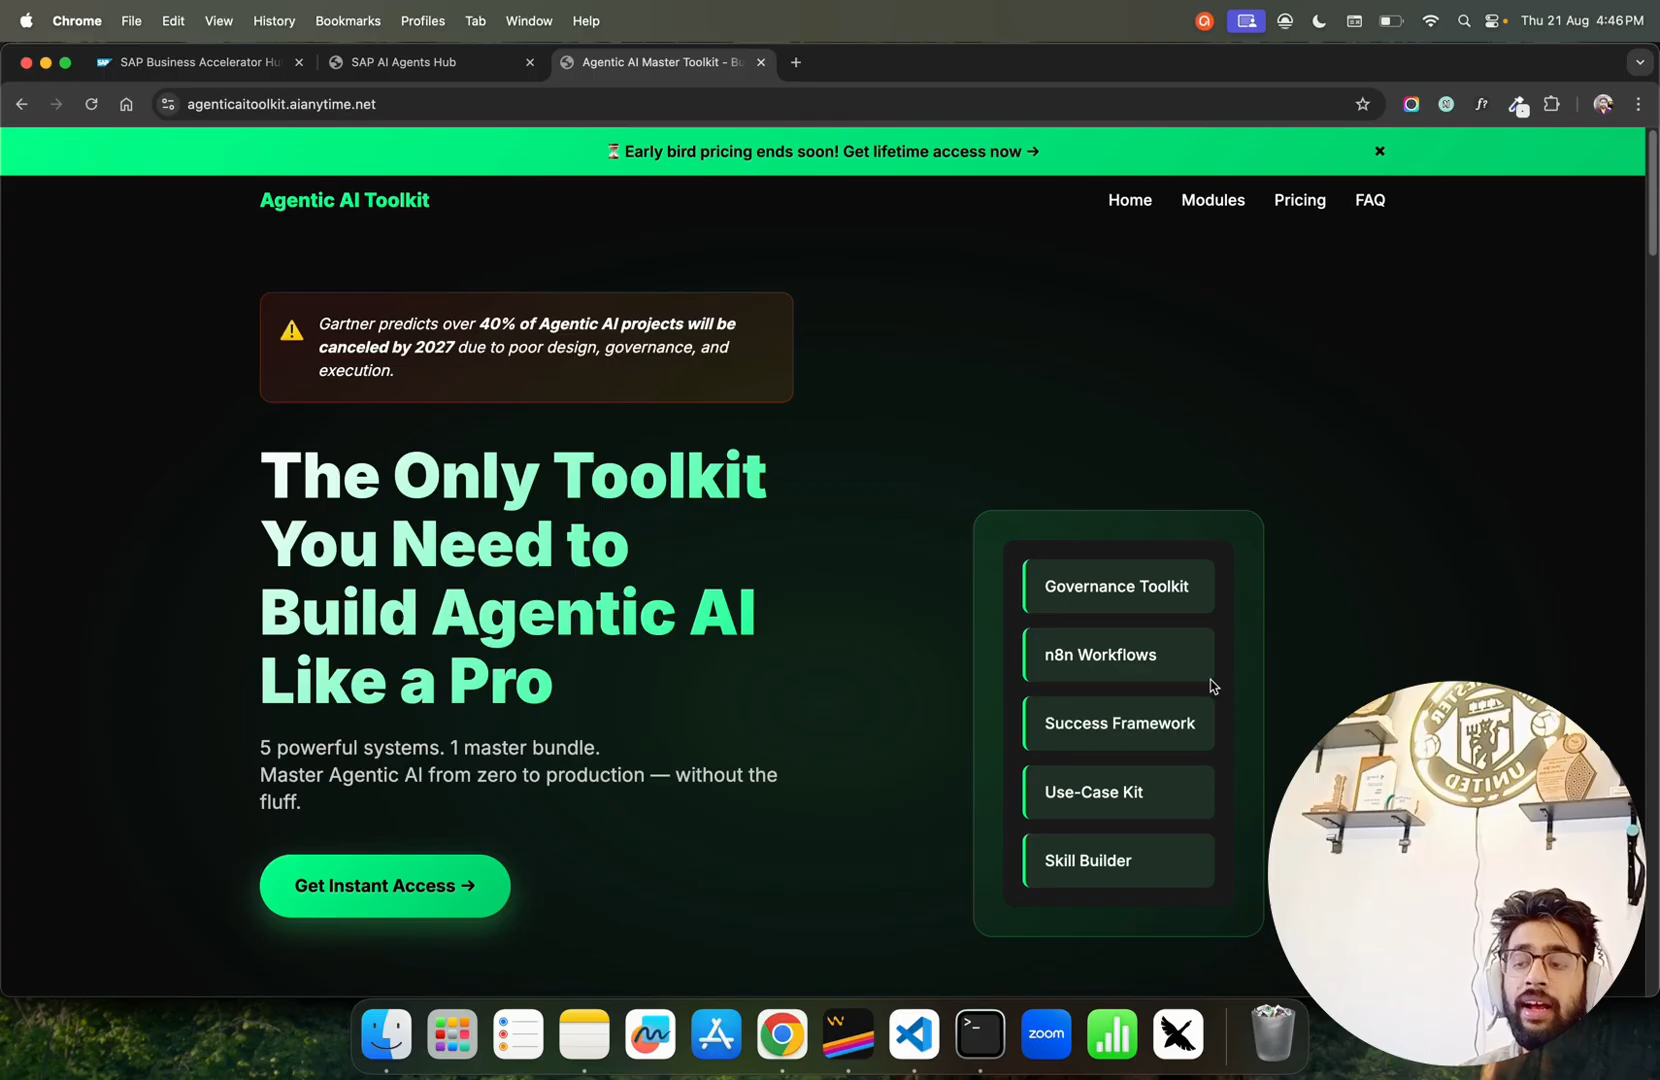 Chrome File Edit View History Bookmarks Profiles Tab Window Help Thu 21 Aug 4:46 PM
SAP Business Accelerator Hu SAP AI Agents Hub Agentic AI Master Toolkit - Bu
agenticaitoolkit.aianytime.net
⏳ Early bird pricing ends soon! Get lifetime access now →
Agentic AI Toolkit Home Modules Pricing FAQ
Gartner predicts over 40% of Agentic AI projects will be
canceled by 2027 due to poor design, governance, and
execution.
The Only Toolkit
You Need to
Build Agentic AI
Like a Pro
5 powerful systems. 1 master bundle.
Master Agentic AI from zero to production — without the
fluff.
Get Instant Access →
Governance Toolkit
n8n Workflows
Success Framework
Use-Case Kit
Skill Builder
UNITED
zoom